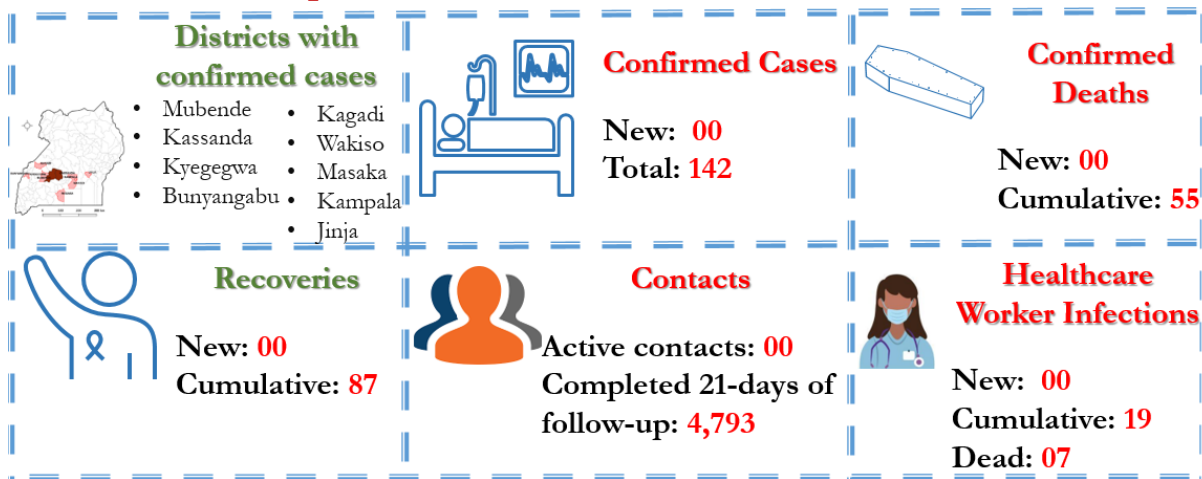 Districts with
confirmed cases
• Mubende
• Kassanda
• Kyegegwa
• Bunyangabu
• Kagadi
• Wakiso
• Masaka
• Kampala
• Jinja
Confirmed Cases
New: 00
Total: 142
Confirmed
Deaths
New: 00
Cumulative: 55
Recoveries
New: 00
Cumulative: 87
Contacts
Active contacts: 00
Completed 21-days of
follow-up: 4,793
Healthcare
Worker Infections
New: 00
Cumulative: 19
Dead: 07